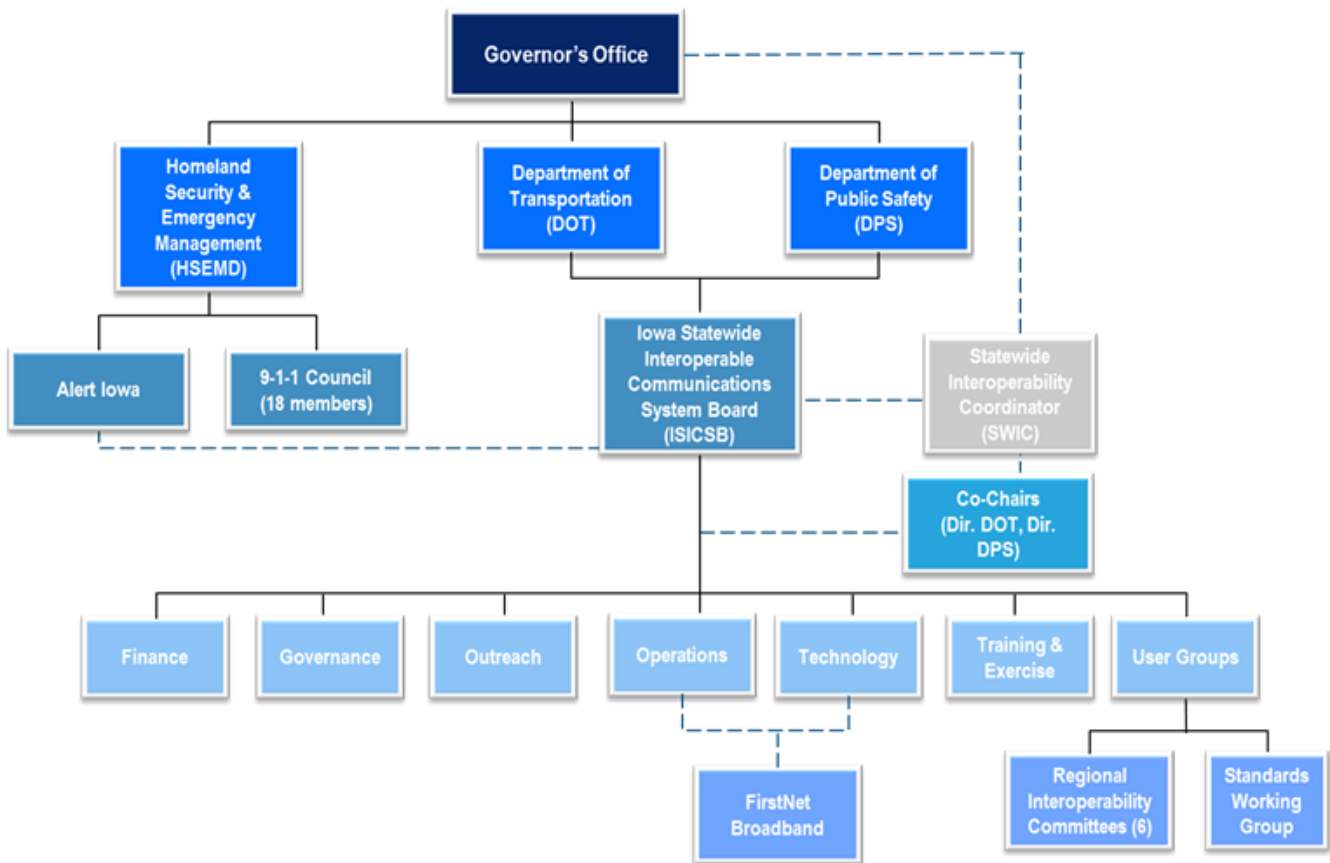 Governor's Office
Homeland
Security &
Emergency
Management
(HSEMD)
Department of
Transportation
(DOT)
Department of
Public Safety
(DPS)
Alert Iowa
9-1-1 Council
(18 members)
Iowa Statewide
Interoperable
Communications
System Board
(ISICSB)
Statewide
Interoperability
Coordinator
(SWIC)
Co-Chairs
(Dir. DOT, Dir.
DPS)
Finance
Governance
Outreach
Operations
Technology
Training &
Exercise
User Groups
FirstNet
Broadband
Regional
Interoperability
Committees (6)
Standards
Working
Group